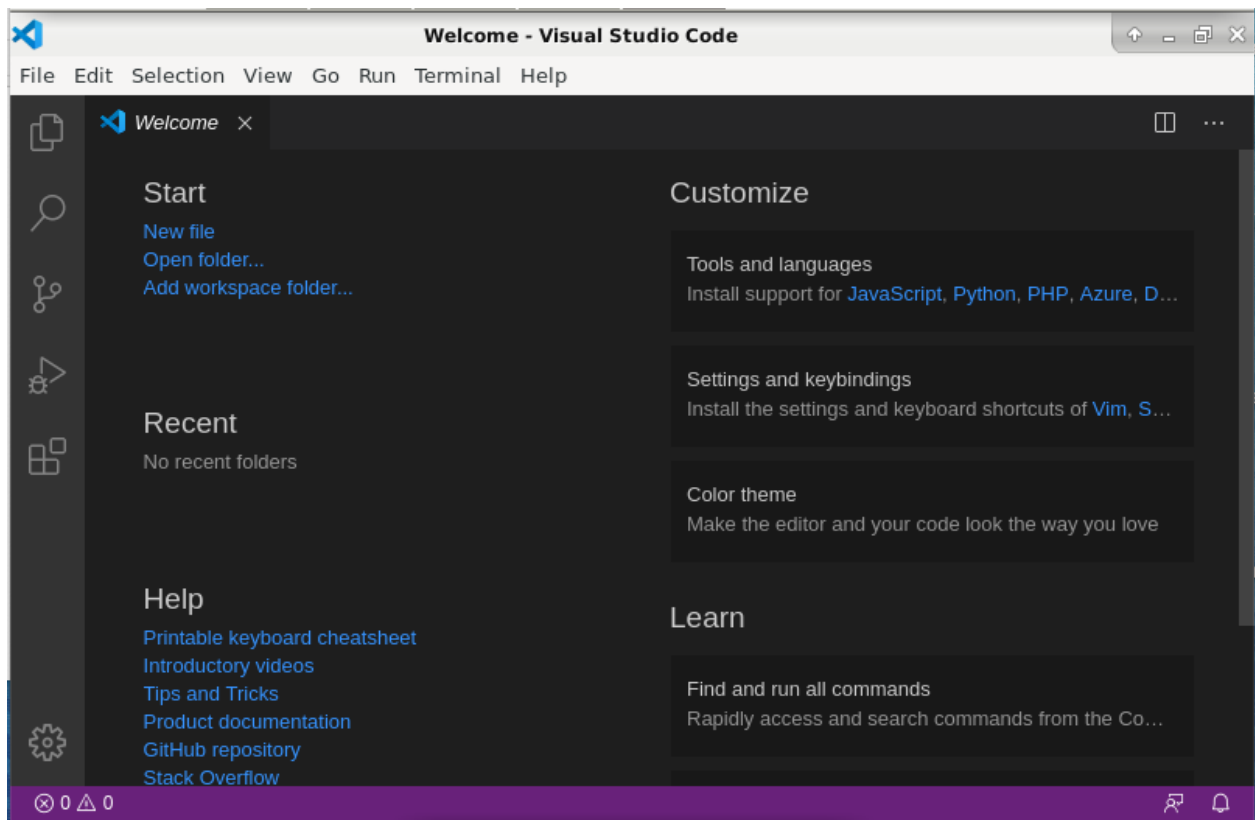 Welcome - Visual Studio Code
File Edit Selection View Go Run Terminal Help
Welcome
Start
New file
Open folder...
Add workspace folder...
Recent
No recent folders
Help
Printable keyboard cheatsheet
Introductory videos
Tips and Tricks
Product documentation
GitHub repository
Stack Overflow
Customize
Tools and languages
Install support for JavaScript, Python, PHP, Azure, D...
Settings and keybindings
Install the settings and keyboard shortcuts of Vim, S...
Color theme
Make the editor and your code look the way you love
Learn
Find and run all commands
Rapidly access and search commands from the Co...
0 0